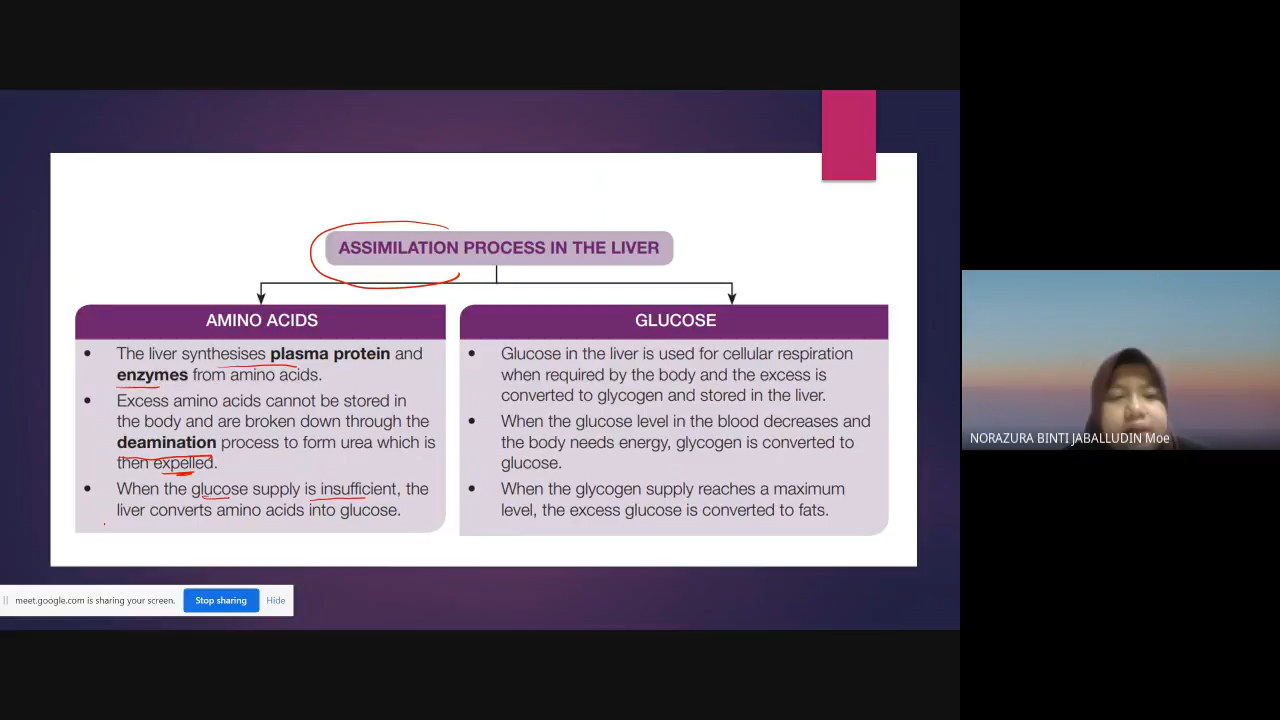 ASSIMILATION PROCESS IN THE LIVER
AMINO ACIDS
• The liver synthesises plasma protein and
enzymes from amino acids.
• Excess amino acids cannot be stored in
the body and are broken down through the
deamination process to form urea which is
then expelled.
• When the glucose supply is insufficient, the
liver converts amino acids into glucose.
GLUCOSE
• Glucose in the liver is used for cellular respiration
when required by the body and the excess is
converted to glycogen and stored in the liver.
• When the glucose level in the blood decreases and
the body needs energy, glycogen is converted to
glucose.
• When the glycogen supply reaches a maximum
level, the excess glucose is converted to fats.
NORAZURA BINTI JABALLUDIN Moe
meet.google.com is sharing your screen.
Stop sharing
Hide